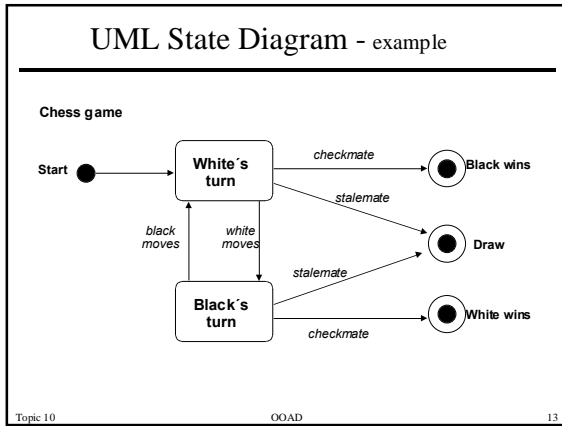 UML State Diagram - example
Chess game
Start
White´s
turn
checkmate
Black wins
stalemate
black
moves
white
moves
Draw
stalemate
Black´s
turn
White wins
checkmate
Topic 10
OOAD
13